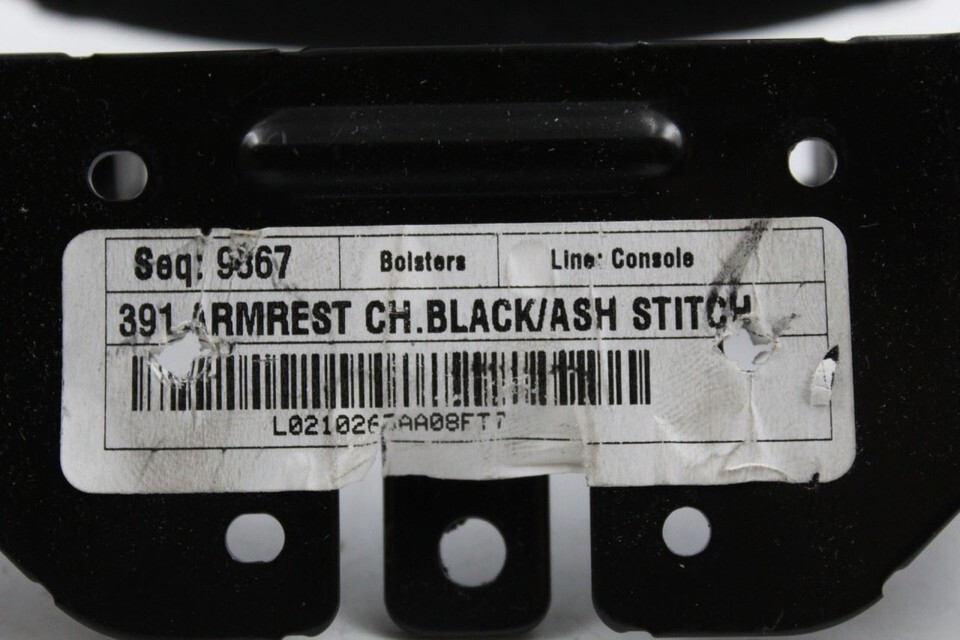 Seq: 9867 Bolsters Line: Console
391 ARMREST CH.BLACK/ASH STITCH